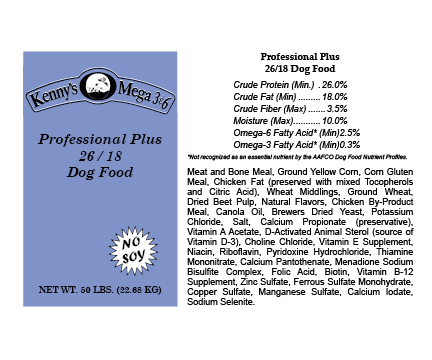 Kenny's Mega 3:6
Professional Plus
26 / 18
Dog Food
NO
SOY
NET WT. 50 LBS. (22.68 KG)
Professional Plus
26/18 Dog Food
Crude Protein (Min.) . 26.0%
Crude Fat (Min) ......... 18.0%
Crude Fiber (Max) ....... 3.5%
Moisture (Max)........... 10.0%
Omega-6 Fatty Acid* (Min)2.5%
Omega-3 Fatty Acid* (Min)0.3%
*Not recognized as an essential nutrient by the AAFCO Dog Food Nutrient Profiles.
Meat and Bone Meal, Ground Yellow Corn, Corn Gluten
Meal, Chicken Fat (preserved with mixed Tocopherols
and Citric Acid), Wheat Middlings, Ground Wheat,
Dried Beet Pulp, Natural Flavors, Chicken By-Product
Meal, Canola Oil, Brewers Dried Yeast, Potassium
Chloride, Salt, Calcium Propionate (preservative),
Vitamin A Acetate, D-Activated Animal Sterol (source of
Vitamin D-3), Choline Chloride, Vitamin E Supplement,
Niacin, Riboflavin, Pyridoxine Hydrochloride, Thiamine
Mononitrate, Calcium Pantothenate, Menadione Sodium
Bisulfite Complex, Folic Acid, Biotin, Vitamin B-12
Supplement, Zinc Sulfate, Ferrous Sulfate Monohydrate,
Copper Sulfate, Manganese Sulfate, Calcium Iodate,
Sodium Selenite.